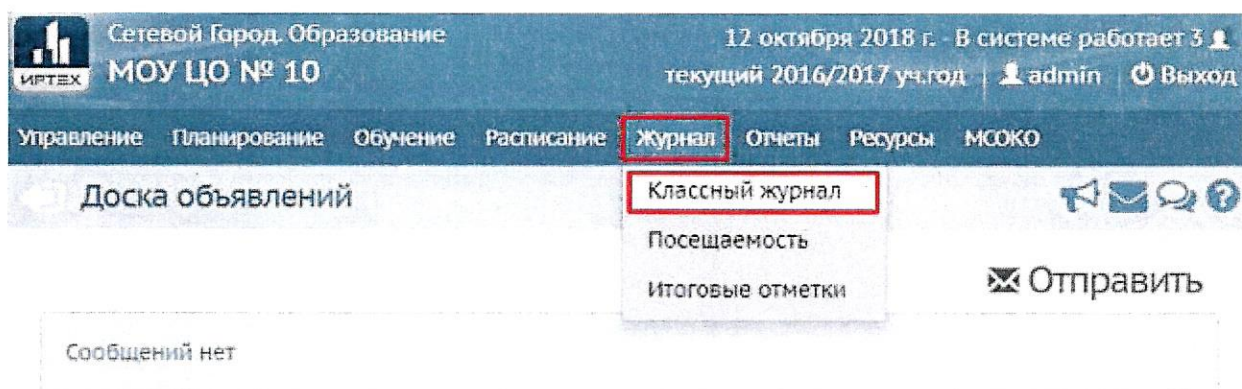 Сетевой Город. Образование
12 октября 2018 г. - В системе работает 3
ИРТЕХ
МОУ ЦО № 10
текущий 2016/2017 уч.год | admin
Выход
Управление Планирование Обучение Расписание Журнал Отчеты Ресурсы МСОКО
Доска объявлений
Классный журнал
Посещаемость
Итоговые отметки
Отправить
Сообщений нет